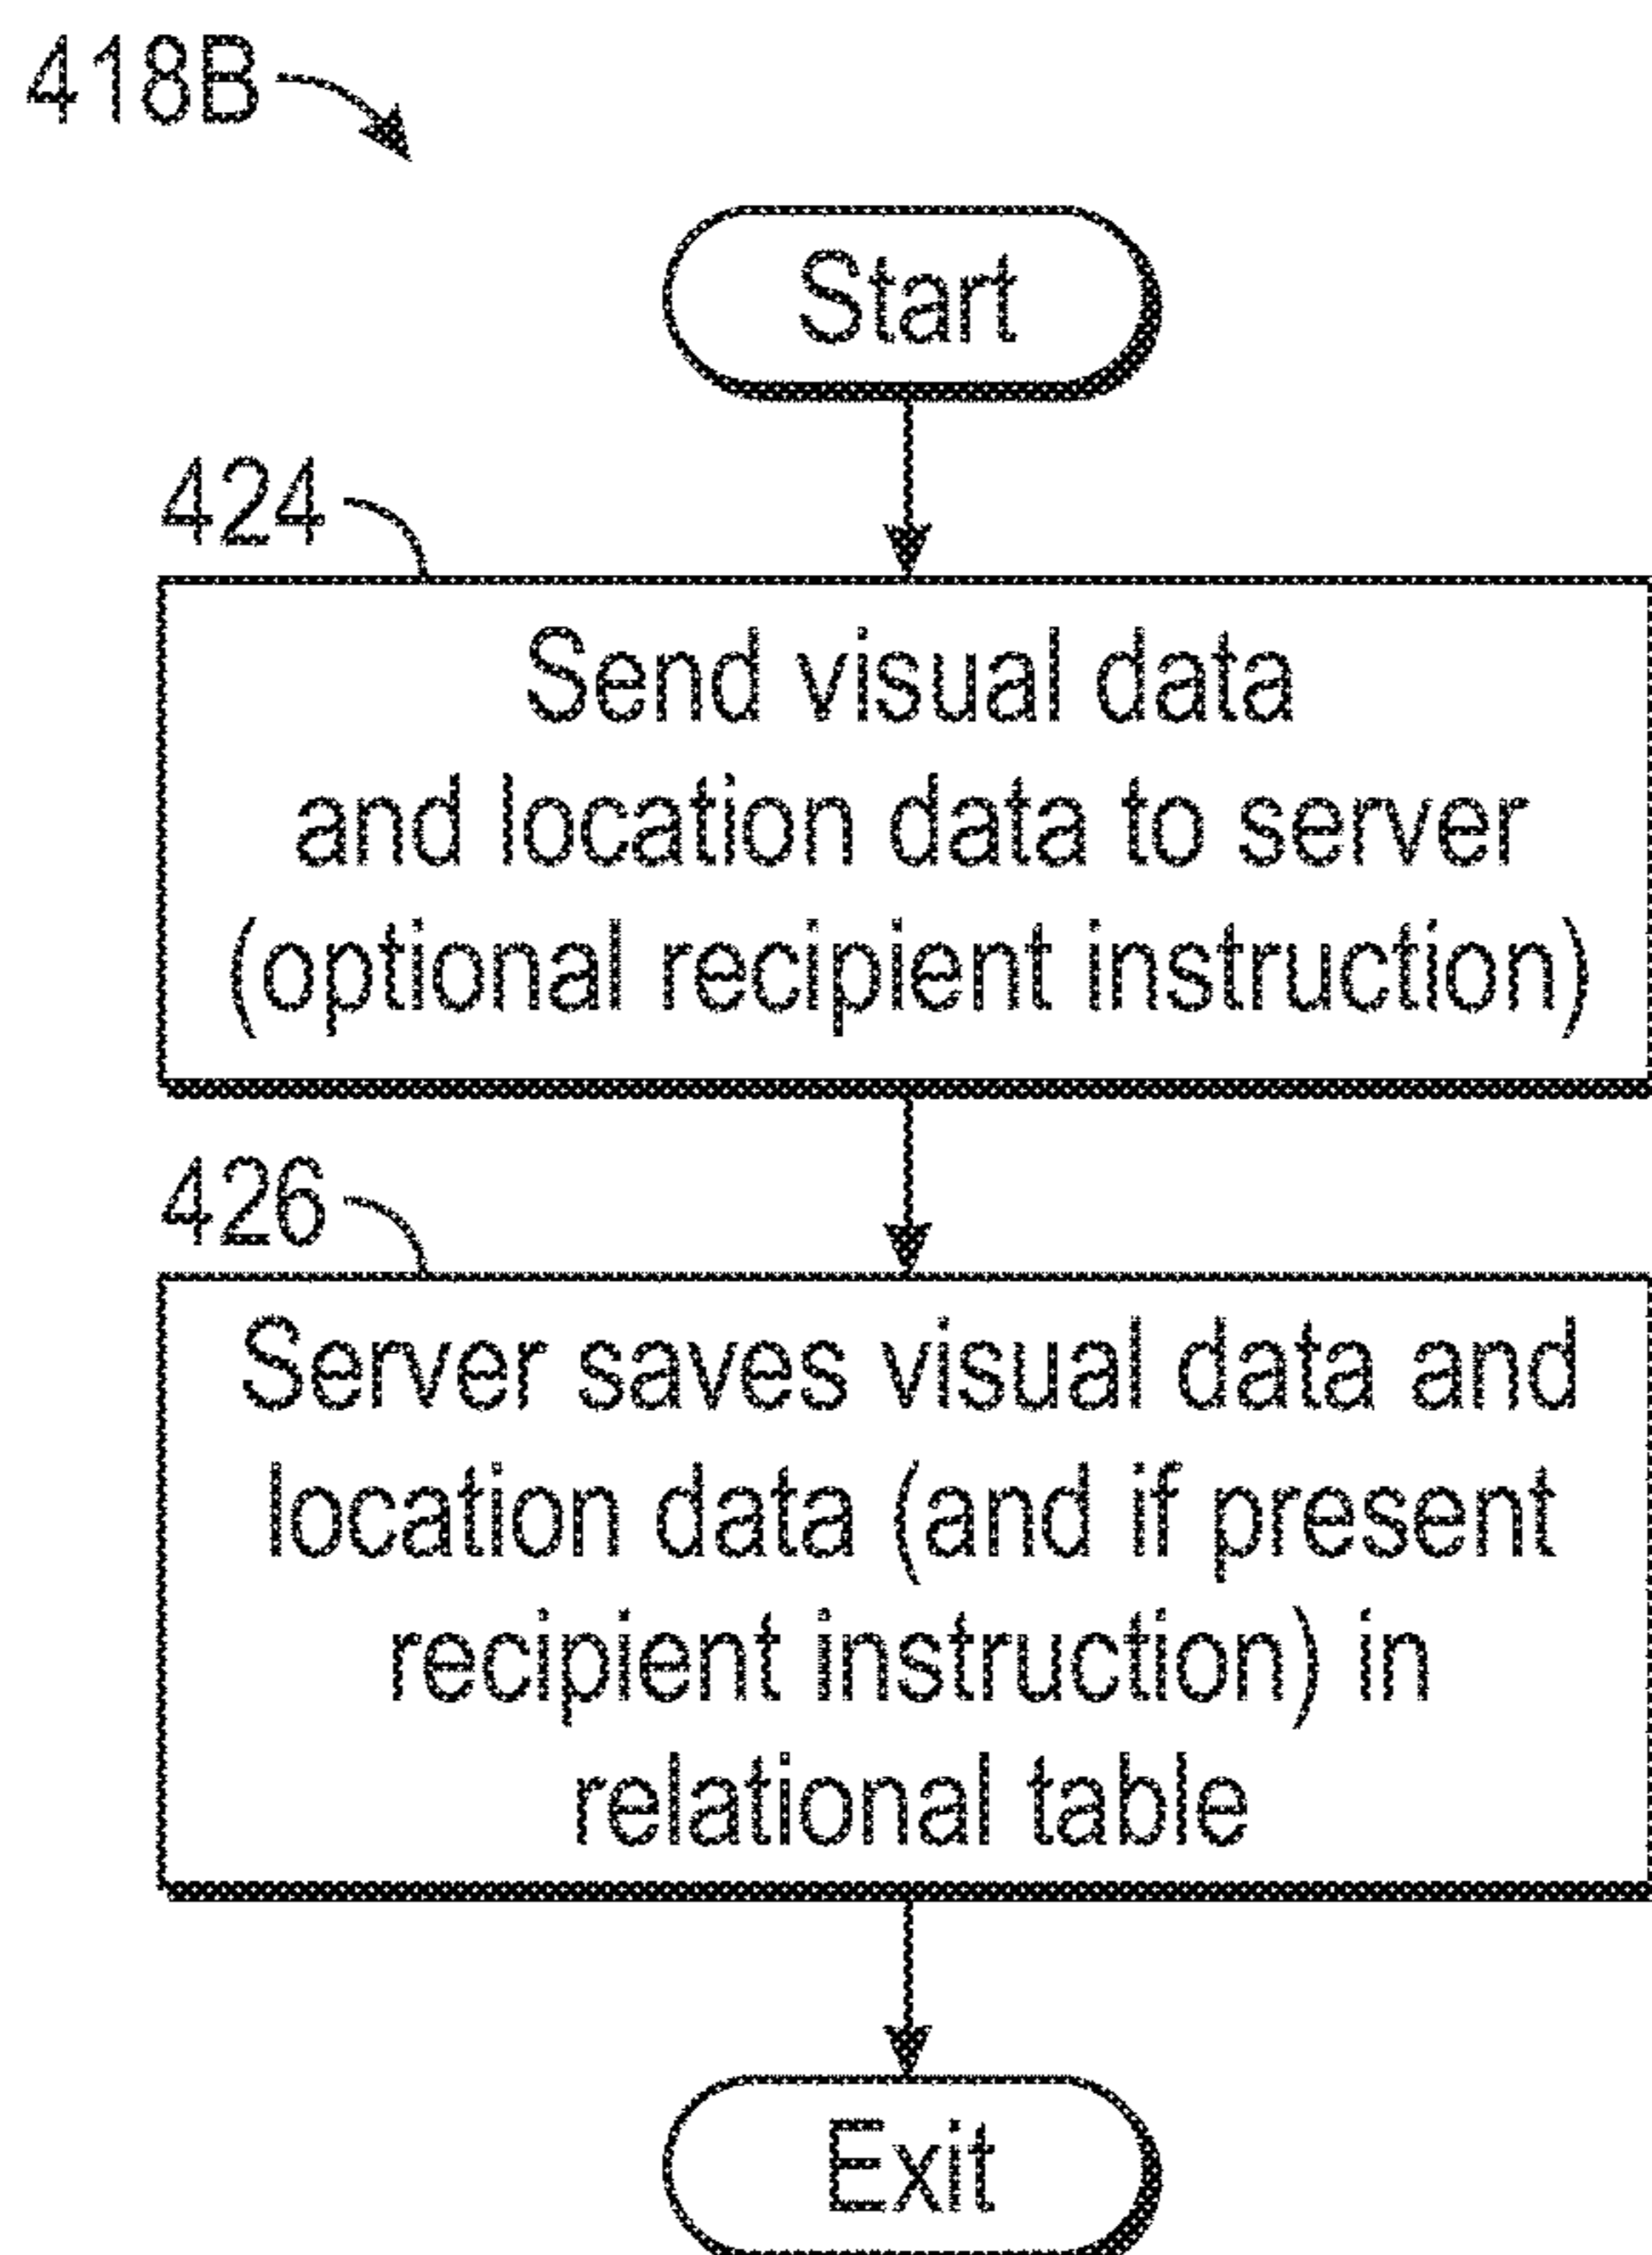 418B
Start
424
Send visual data
and location data to server
(optional recipient instruction)
426
Server saves visual data and
location data (and if present
recipient instruction) in
relational table
Exit